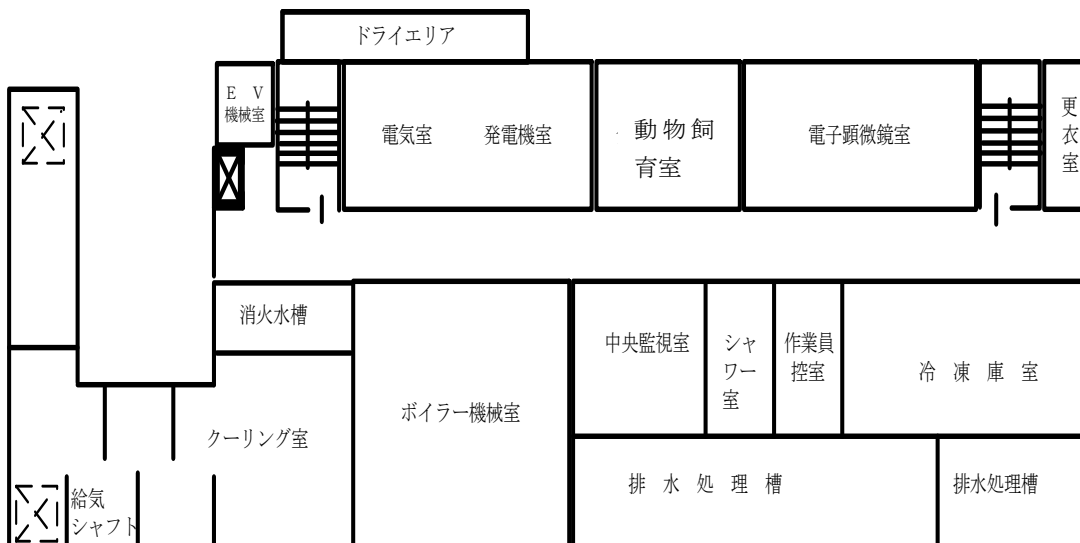 ドライエリア
Ｅ　Ｖ
機械室
電気室
発電機室
動物飼
育室
電子顕微鏡室
更
衣
室
消火水槽
中央監視室
シャ
ワー
室
作業員
控室
冷　凍　庫　室
ボイラー機械室
クーリング室
排　水　処　理　槽
排水処理槽
給気
シャフト